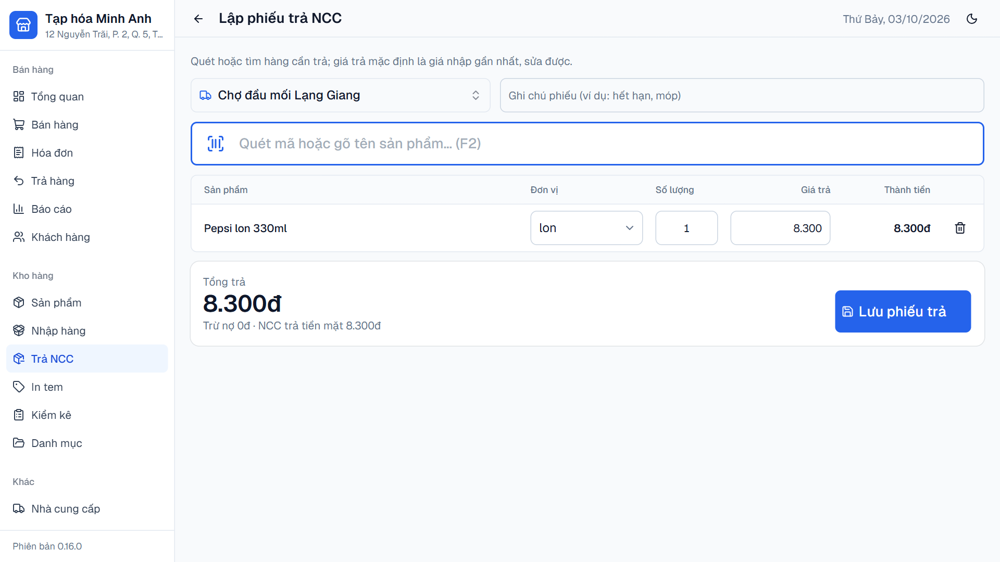 Tạp hóa Minh Anh
12 Nguyễn Trãi, P. 2, Q. 5, T...
Bán hàng
Tổng quan
Bán hàng
Hóa đơn
Trả hàng
Báo cáo
Khách hàng
Kho hàng
Sản phẩm
Nhập hàng
Trả NCC
In tem
Kiểm kê
Danh mục
Khác
Nhà cung cấp
Phiên bản 0.16.0
Lập phiếu trả NCC
Thứ Bảy, 03/10/2026
Quét hoặc tìm hàng cần trả; giá trả mặc định là giá nhập gần nhất, sửa được.
Chợ đầu mối Lạng Giang
Ghi chú phiếu (ví dụ: hết hạn, móp)
Quét mã hoặc gõ tên sản phẩm... (F2)
Sản phẩm Đơn vị Số lượng Giá trả Thành tiền
Pepsi lon 330ml lon 1 8.300 8.300đ
Tổng trả
8.300đ
Trừ nợ 0đ · NCC trả tiền mặt 8.300đ
Lưu phiếu trả